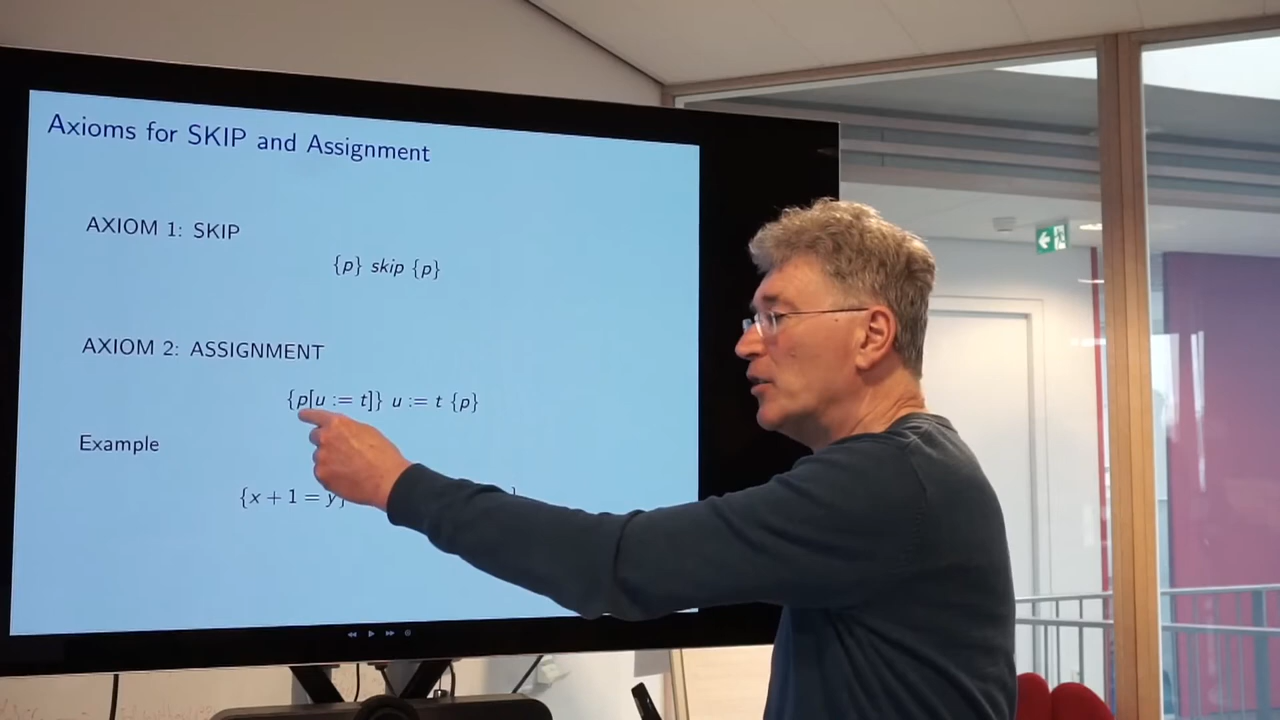 Axioms for SKIP and Assignment
AXIOM 1: SKIP
{p} skip {p}
AXIOM 2: ASSIGNMENT
{p[u := t]} u := t {p}
Example
{x + 1 = y}